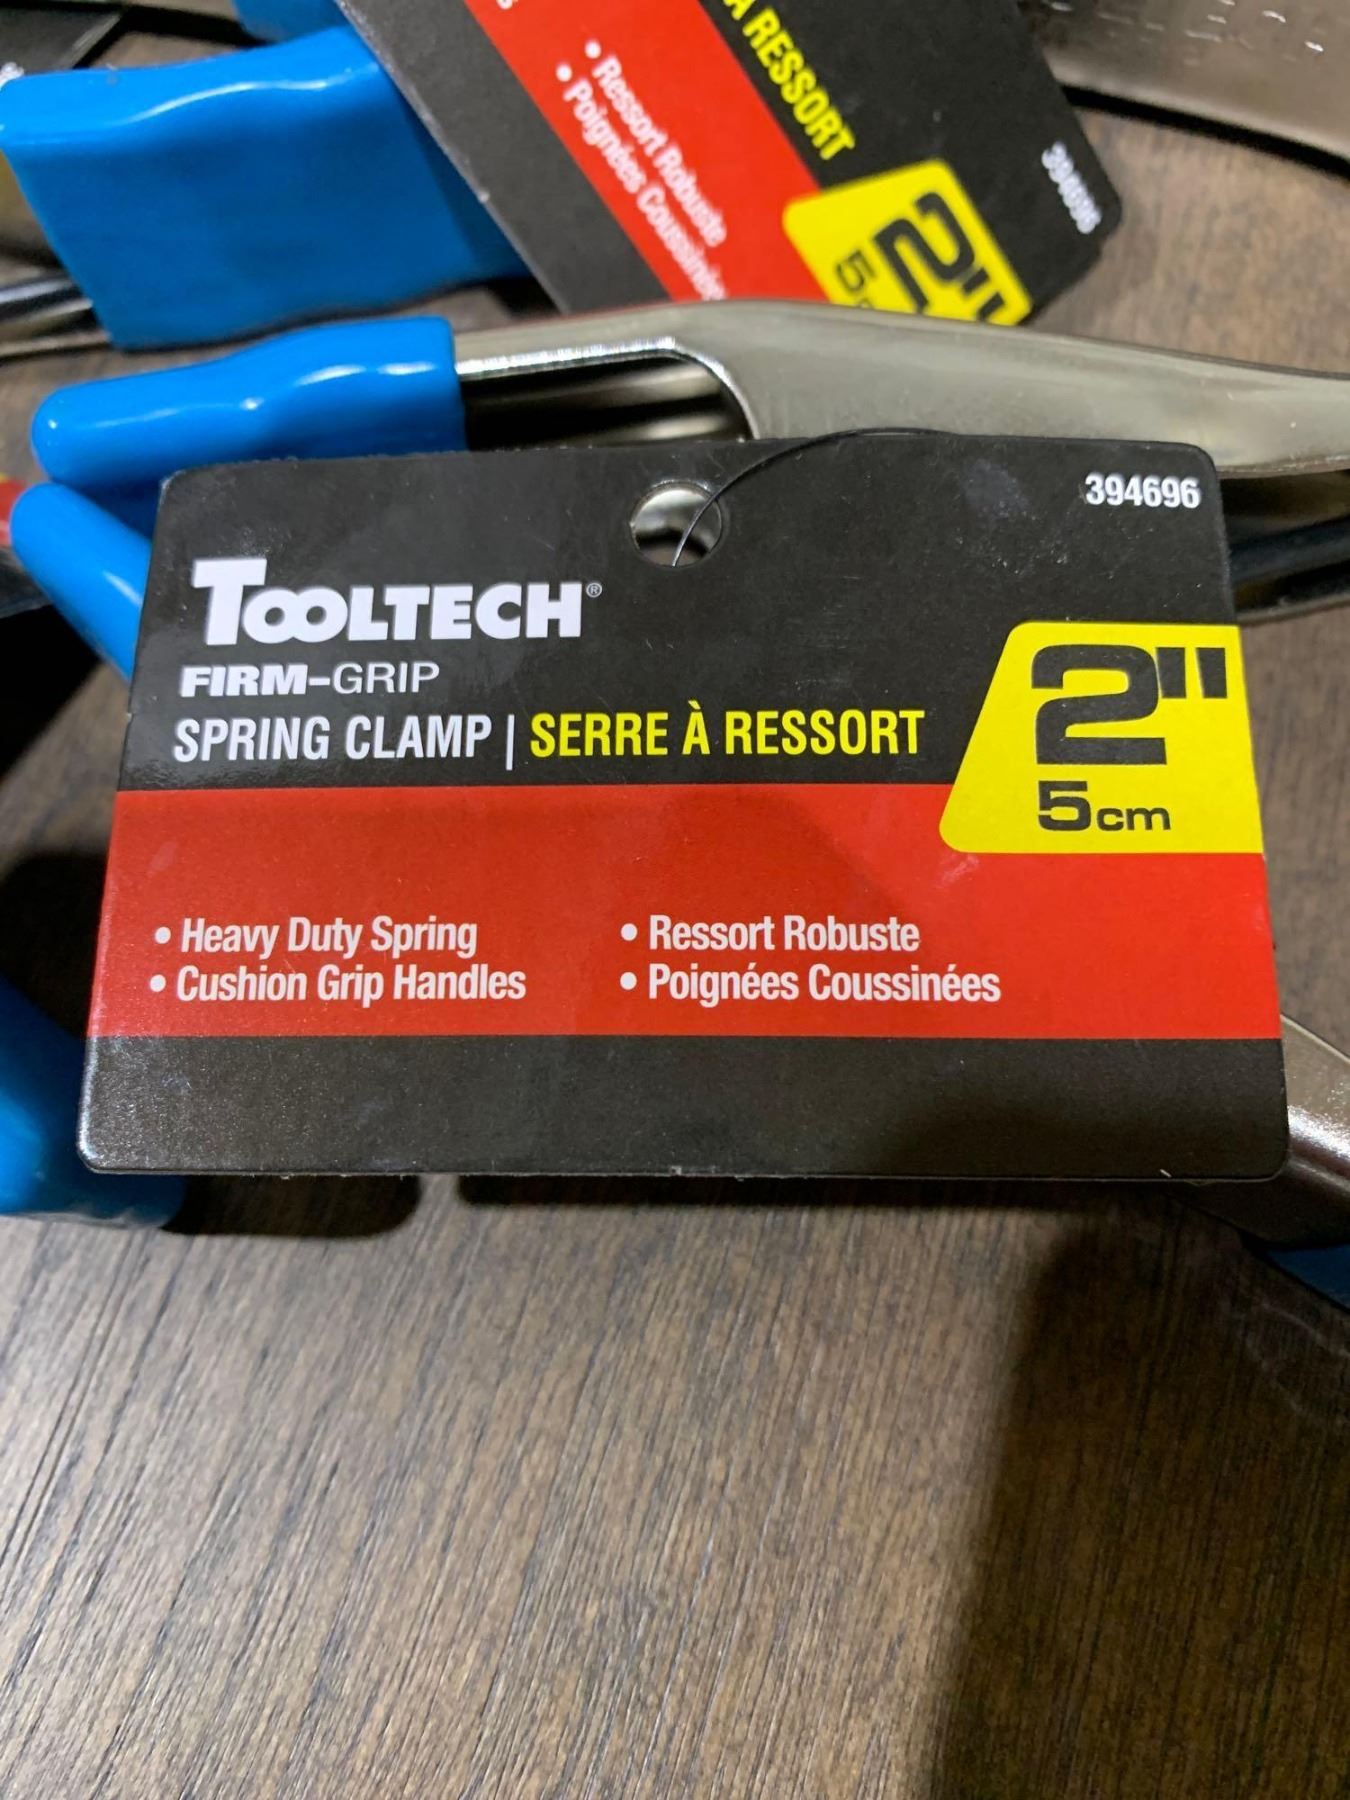 À RESSORT
• Ressort Robuste
• Poignées Coussinées
2"
394696
394696
TOOLTECH®
FIRM-GRIP
SPRING CLAMP | SERRE À RESSORT
2"
5cm
• Heavy Duty Spring
• Cushion Grip Handles
• Ressort Robuste
• Poignées Coussinées